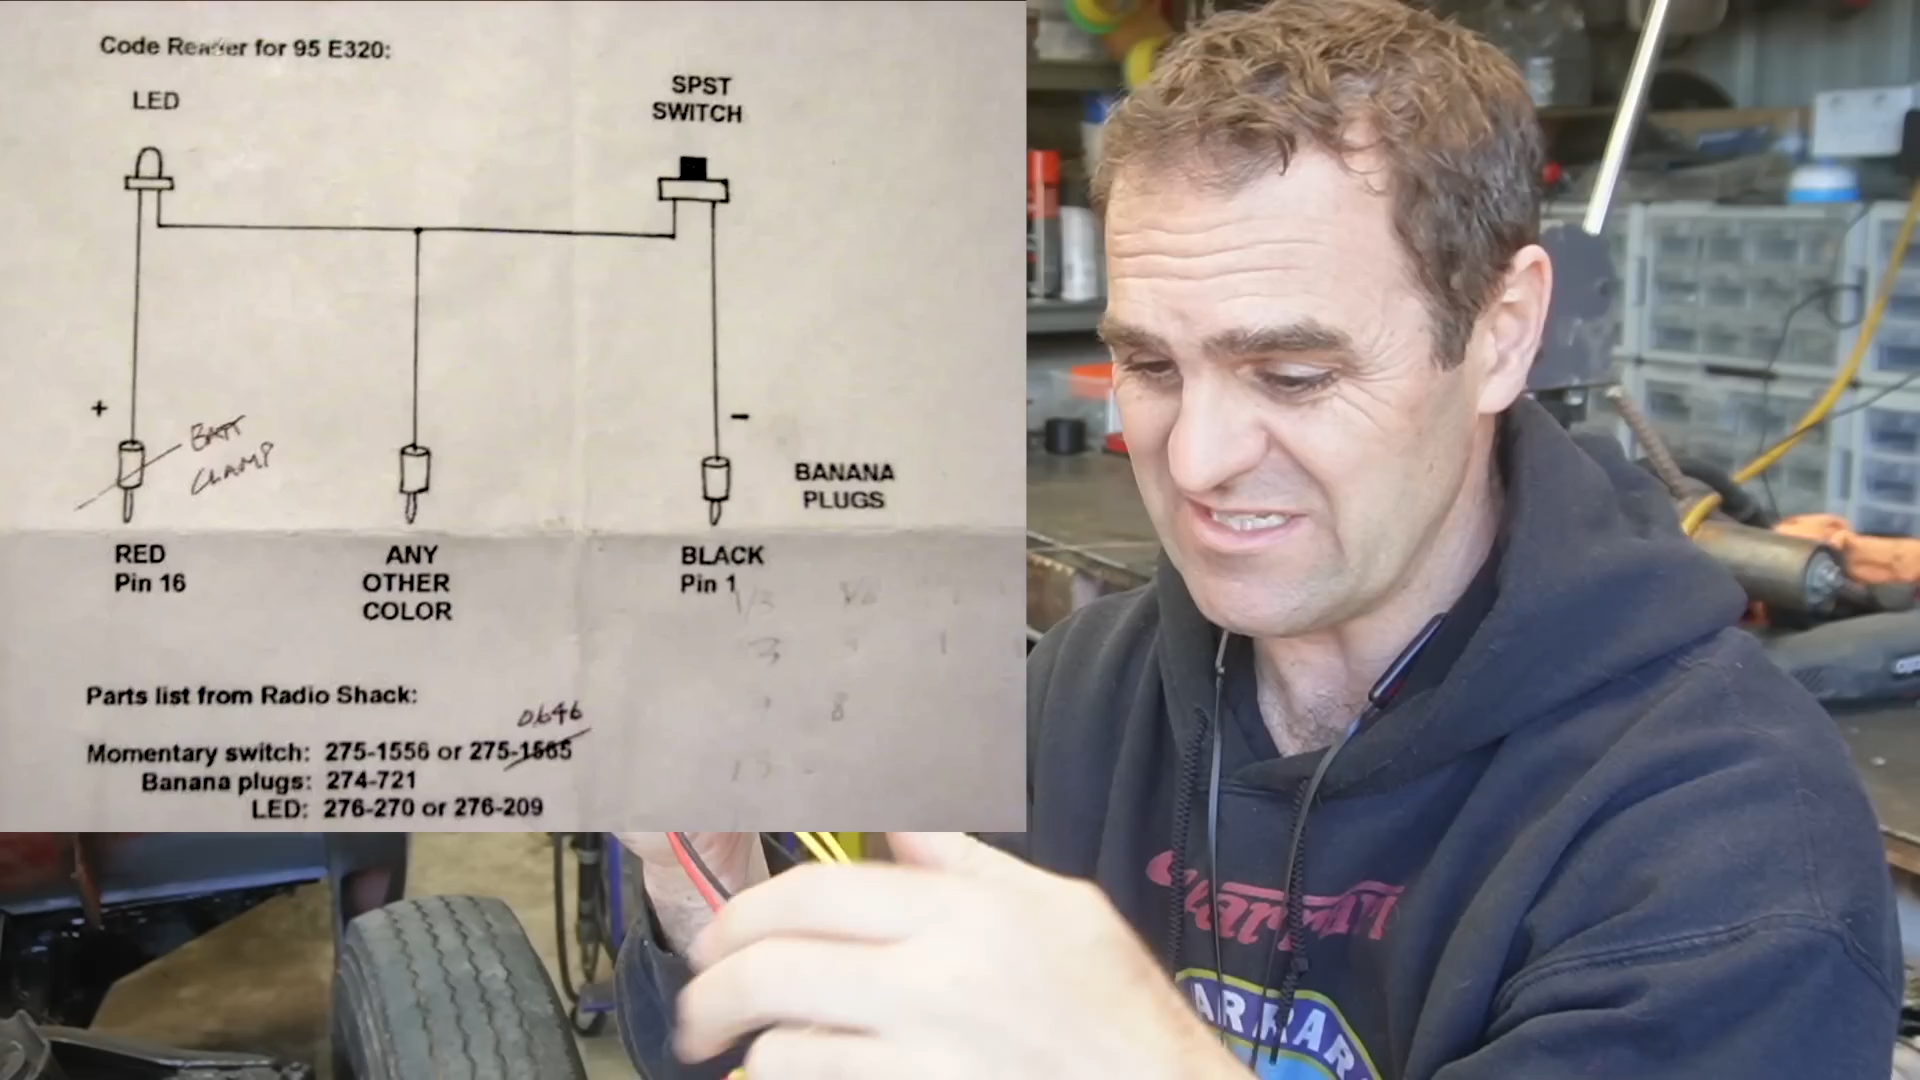 Code Reader for 95 E320:
LED
SPST
SWITCH
+
-
BATT
CLAMP
BANANA
PLUGS
RED
Pin 16
ANY
OTHER
COLOR
BLACK
Pin 1
Parts list from Radio Shack:
0646
Momentary switch: 275-1556 or 275-1565
Banana plugs: 274-721
LED: 276-270 or 276-209